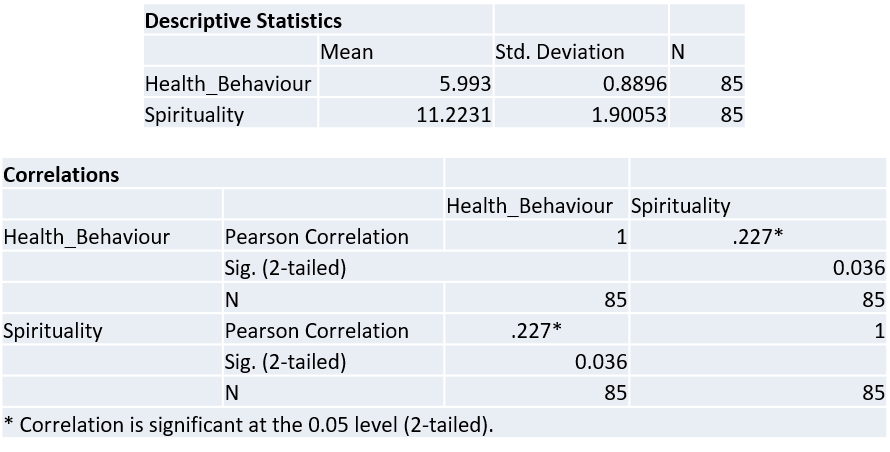 Descriptive Statistics
Mean Std. Deviation N
Health_Behaviour 5.993 0.8896 85
Spirituality 11.2231 1.90053 85
Correlations
Health_Behaviour Spirituality
Health_Behaviour Pearson Correlation 1 .227*
Sig. (2-tailed) 0.036
N 85 85
Spirituality Pearson Correlation .227* 1
Sig. (2-tailed) 0.036
N 85 85
* Correlation is significant at the 0.05 level (2-tailed).